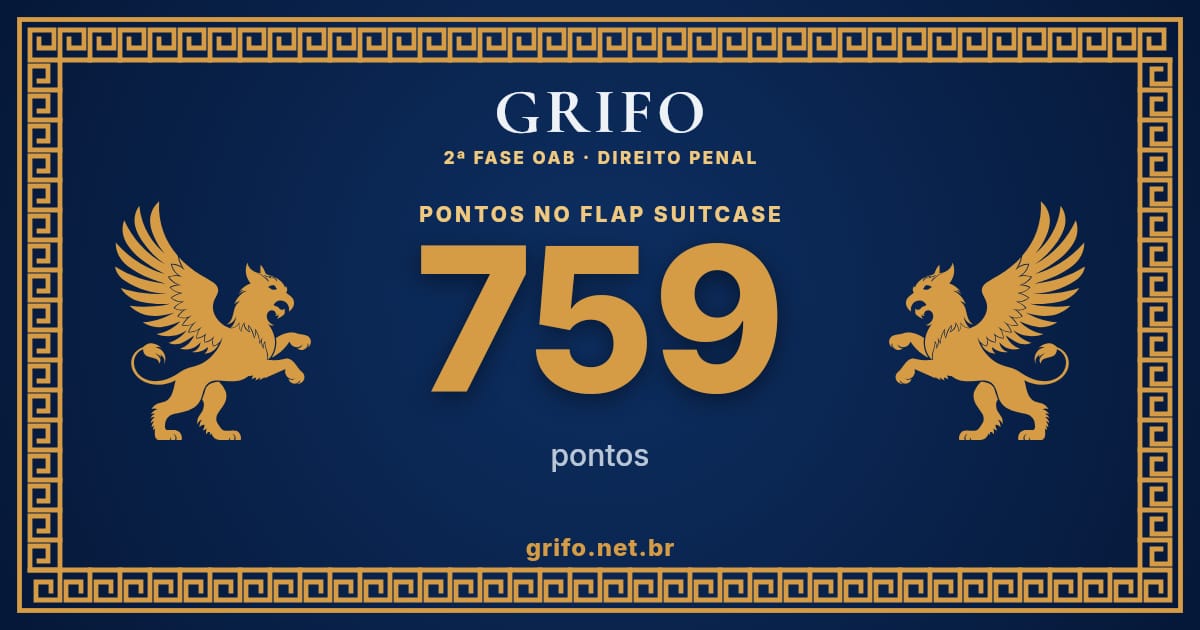 GRIFO
2ª FASE OAB · DIREITO PENAL
PONTOS NO FLAP SUITCASE
759
pontos
grifo.net.br